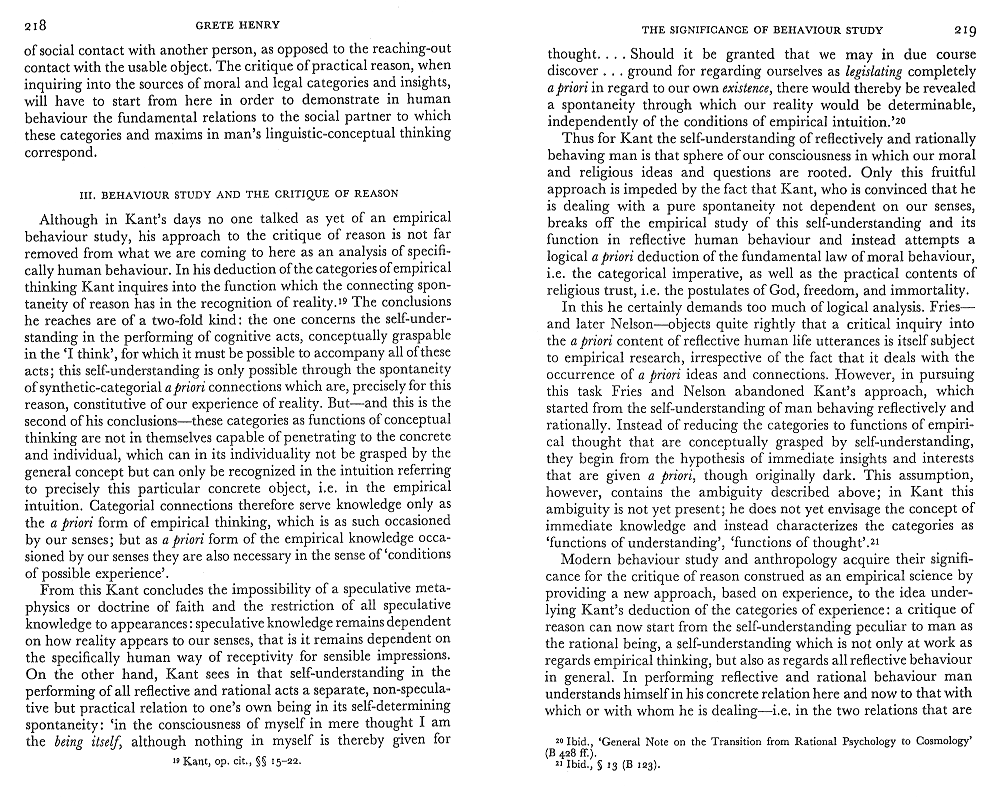 218
GRETE HENRY
of social contact with another person, as opposed to the reaching-out
contact with the usable object. The critique of practical reason, when
inquiring into the sources of moral and legal categories and insights,
will have to start from here in order to demonstrate in human
behaviour the fundamental relations to the social partner to which
these categories and maxims in man's linguistic-conceptual thinking
correspond.
III. BEHAVIOUR STUDY AND THE CRITIQUE OF REASON
Although in Kant's days no one talked as yet of an empirical
behaviour study, his approach to the critique of reason is not far
removed from what we are coming to here as an analysis of specifi-
cally human behaviour. In his deduction of the categories of empirical
thinking Kant inquires into the function which the connecting spon-
taneity of reason has in the recognition of reality.¹⁹ The conclusions
he reaches are of a two-fold kind: the one concerns the self-under-
standing in the performing of cognitive acts, conceptually graspable
in the 'I think', for which it must be possible to accompany all of these
acts; this self-understanding is only possible through the spontaneity
of synthetic-categorial a priori connections which are, precisely for this
reason, constitutive of our experience of reality. But—and this is the
second of his conclusions—these categories as functions of conceptual
thinking are not in themselves capable of penetrating to the concrete
and individual, which can in its individuality not be grasped by the
general concept but can only be recognized in the intuition referring
to precisely this particular concrete object, i.e. in the empirical
intuition. Categorial connections therefore serve knowledge only as
the a priori form of empirical thinking, which is as such occasioned
by our senses; but as a priori form of the empirical knowledge occa-
sioned by our senses they are also necessary in the sense of 'conditions
of possible experience'.
From this Kant concludes the impossibility of a speculative meta-
physics or doctrine of faith and the restriction of all speculative
knowledge to appearances: speculative knowledge remains dependent
on how reality appears to our senses, that is it remains dependent on
the specifically human way of receptivity for sensible impressions.
On the other hand, Kant sees in that self-understanding in the
performing of all reflective and rational acts a separate, non-specula-
tive but practical relation to one's own being in its self-determining
spontaneity: 'in the consciousness of myself in mere thought I am
the being itself, although nothing in myself is thereby given for
¹⁹ Kant, op. cit., §§ 15–22.
THE SIGNIFICANCE OF BEHAVIOUR STUDY
219
thought. . . . Should it be granted that we may in due course
discover . . . ground for regarding ourselves as legislating completely
a priori in regard to our own existence, there would thereby be revealed
a spontaneity through which our reality would be determinable,
independently of the conditions of empirical intuition.'²⁰
Thus for Kant the self-understanding of reflectively and rationally
behaving man is that sphere of our consciousness in which our moral
and religious ideas and questions are rooted. Only this fruitful
approach is impeded by the fact that Kant, who is convinced that he
is dealing with a pure spontaneity not dependent on our senses,
breaks off the empirical study of this self-understanding and its
function in reflective human behaviour and instead attempts a
logical a priori deduction of the fundamental law of moral behaviour,
i.e. the categorical imperative, as well as the practical contents of
religious trust, i.e. the postulates of God, freedom, and immortality.
In this he certainly demands too much of logical analysis. Fries—
and later Nelson—objects quite rightly that a critical inquiry into
the a priori content of reflective human life utterances is itself subject
to empirical research, irrespective of the fact that it deals with the
occurrence of a priori ideas and connections. However, in pursuing
this task Fries and Nelson abandoned Kant's approach, which
started from the self-understanding of man behaving reflectively and
rationally. Instead of reducing the categories to functions of empiri-
cal thought that are conceptually grasped by self-understanding,
they begin from the hypothesis of immediate insights and interests
that are given a priori, though originally dark. This assumption,
however, contains the ambiguity described above; in Kant this
ambiguity is not yet present; he does not yet envisage the concept of
immediate knowledge and instead characterizes the categories as
'functions of understanding', 'functions of thought'.²¹
Modern behaviour study and anthropology acquire their signifi-
cance for the critique of reason construed as an empirical science by
providing a new approach, based on experience, to the idea under-
lying Kant's deduction of the categories of experience: a critique of
reason can now start from the self-understanding peculiar to man as
the rational being, a self-understanding which is not only at work as
regards empirical thinking, but also as regards all reflective behaviour
in general. In performing reflective and rational behaviour man
understands himself in his concrete relation here and now to that with
which or with whom he is dealing—i.e. in the two relations that are
²⁰ Ibid., 'General Note on the Transition from Rational Psychology to Cosmology'
(B 428 ff.).
²¹ Ibid., § 13 (B 123).